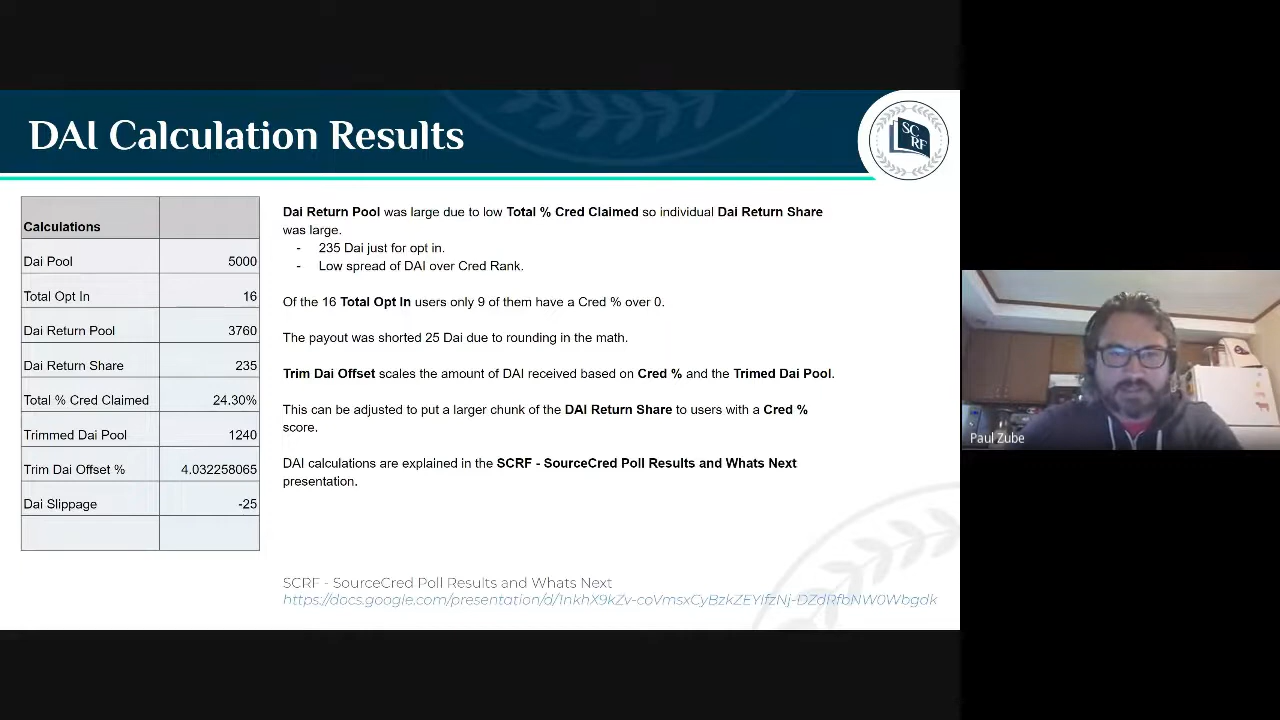 DAI Calculation Results
SC
RF
Calculations
Dai Pool 5000
Total Opt In 16
Dai Return Pool 3760
Dai Return Share 235
Total % Cred Claimed 24.30%
Trimmed Dai Pool 1240
Trim Dai Offset % 4.032258065
Dai Slippage -25
Dai Return Pool was large due to low Total % Cred Claimed so individual Dai Return Share
was large.
- 235 Dai just for opt in.
- Low spread of DAI over Cred Rank.
Of the 16 Total Opt In users only 9 of them have a Cred % over 0.
The payout was shorted 25 Dai due to rounding in the math.
Trim Dai Offset scales the amount of DAI received based on Cred % and the Trimed Dai Pool.
This can be adjusted to put a larger chunk of the DAI Return Share to users with a Cred %
score.
DAI calculations are explained in the SCRF - SourceCred Poll Results and Whats Next
presentation.
SCRF - SourceCred Poll Results and Whats Next
Paul Zube